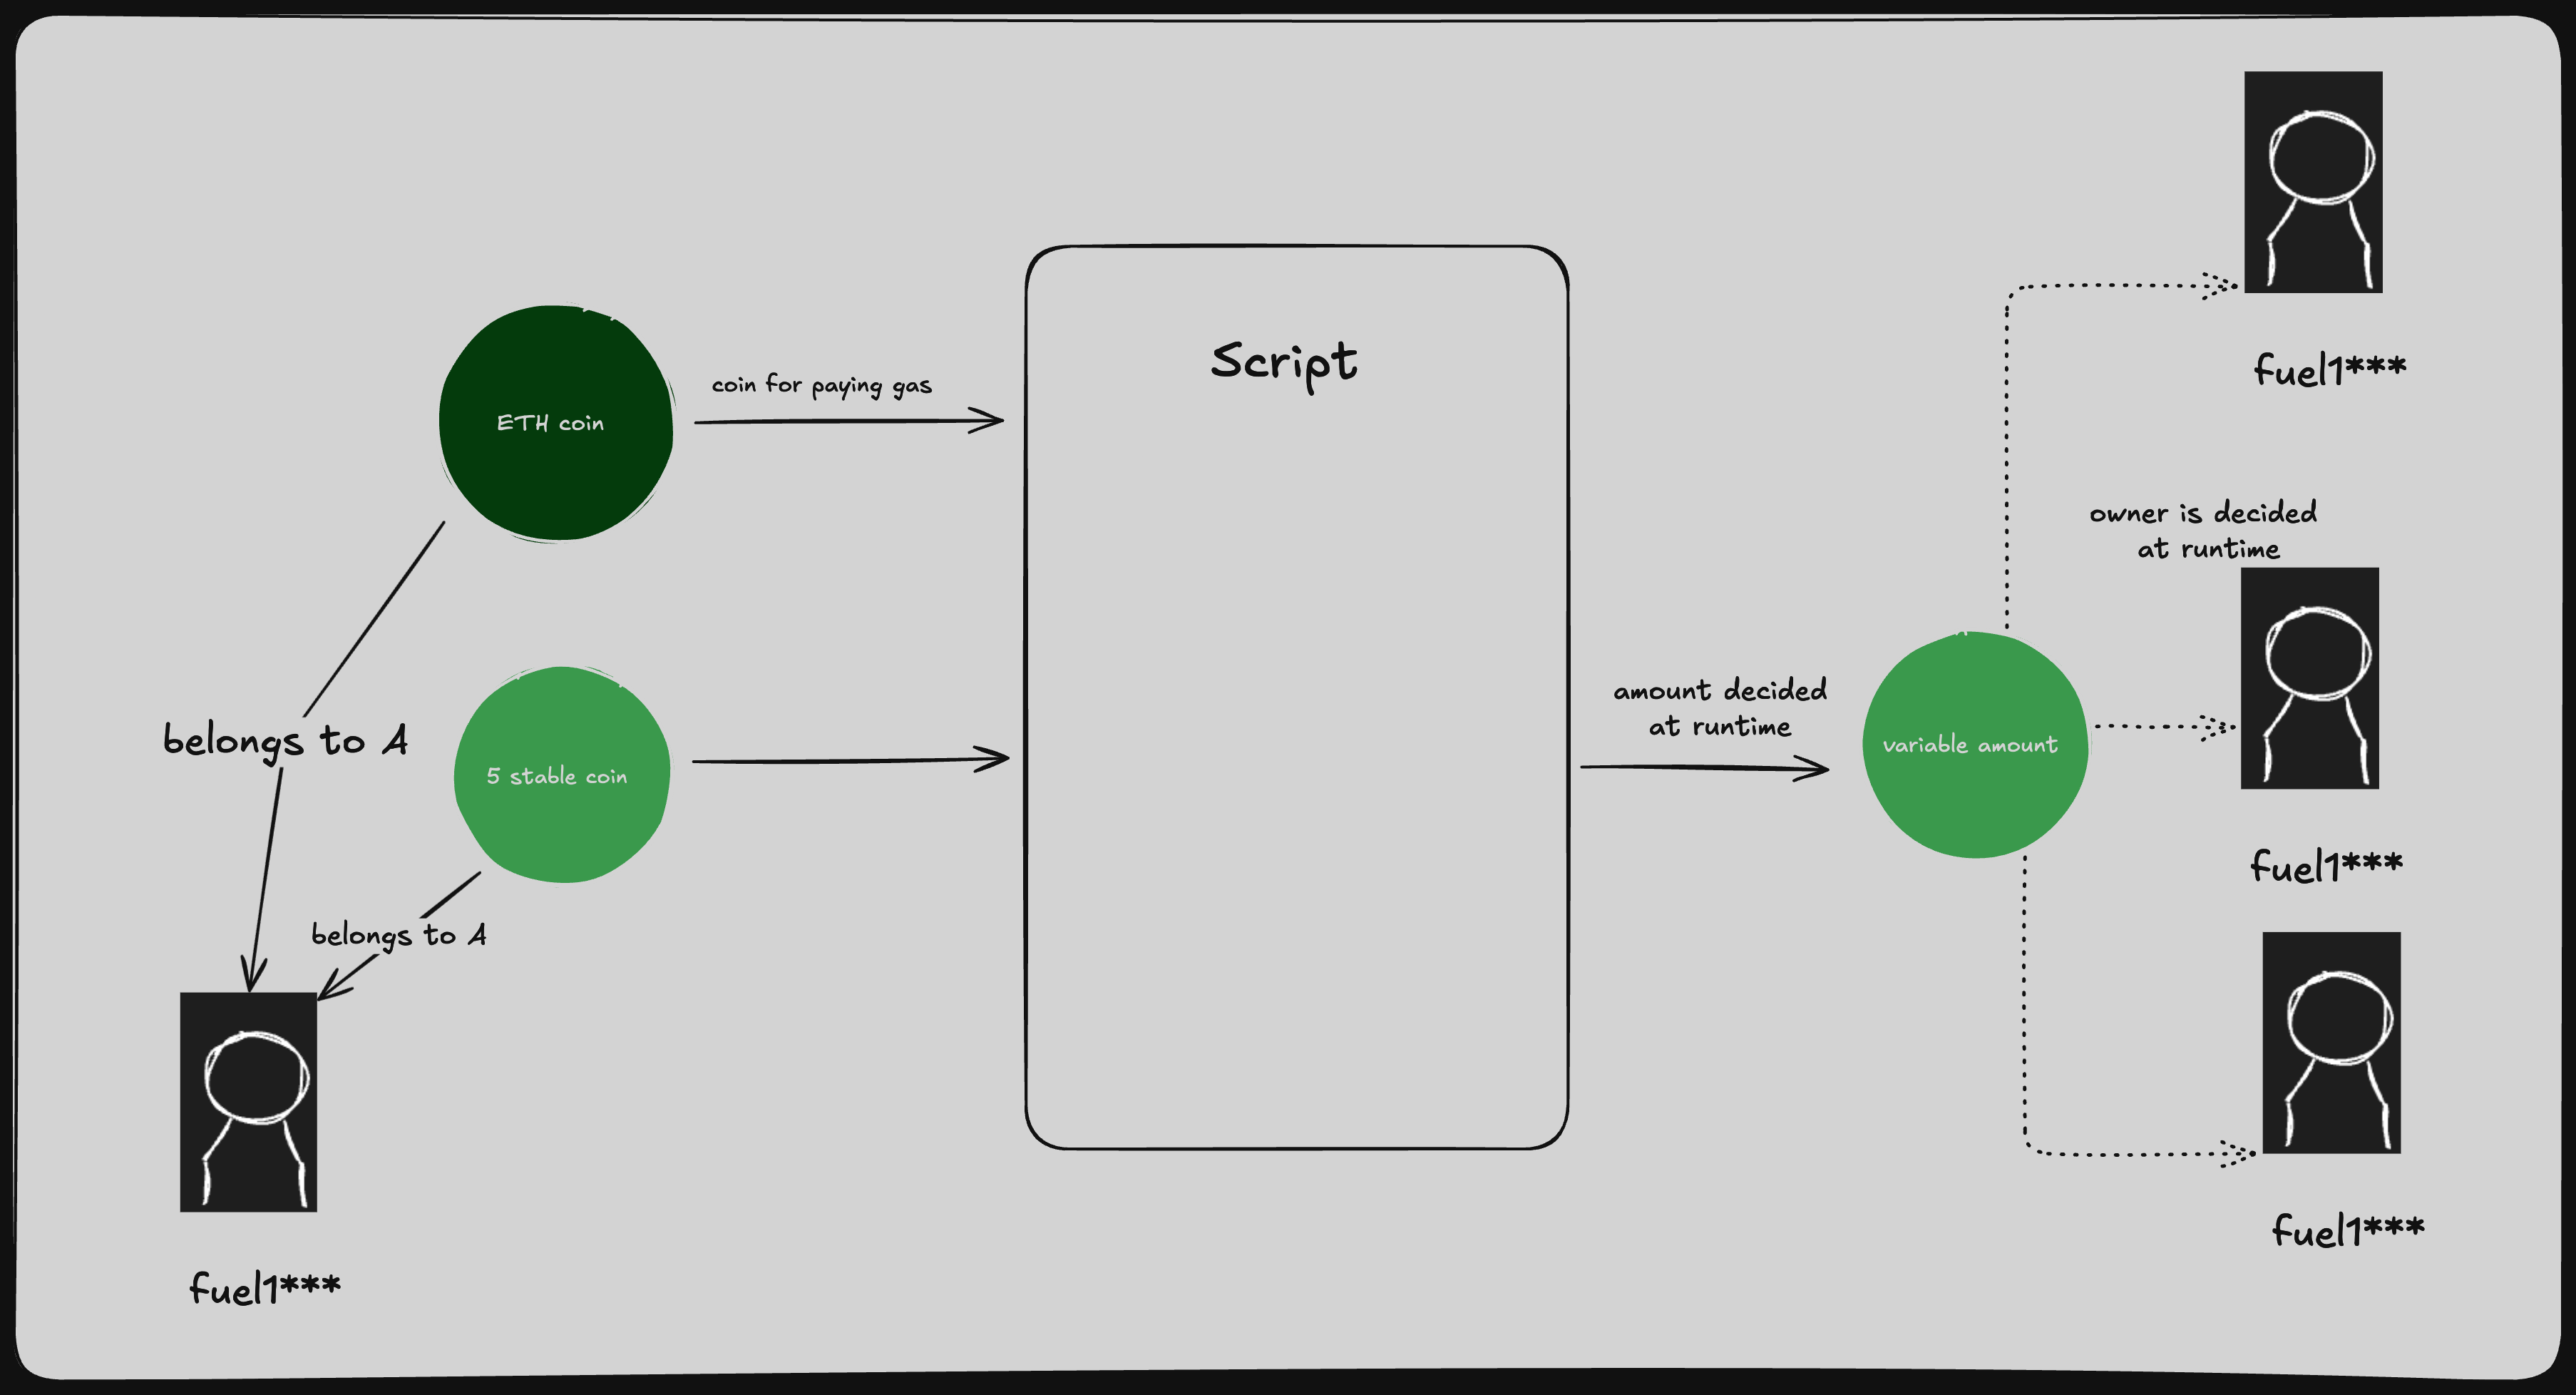 Script
ETH coin
coin for paying gas
belongs to A
5 stable coin
belongs to A
fuel1***
amount decided
at runtime
variable amount
owner is decided
at runtime
fuel1***
fuel1***
fuel1***